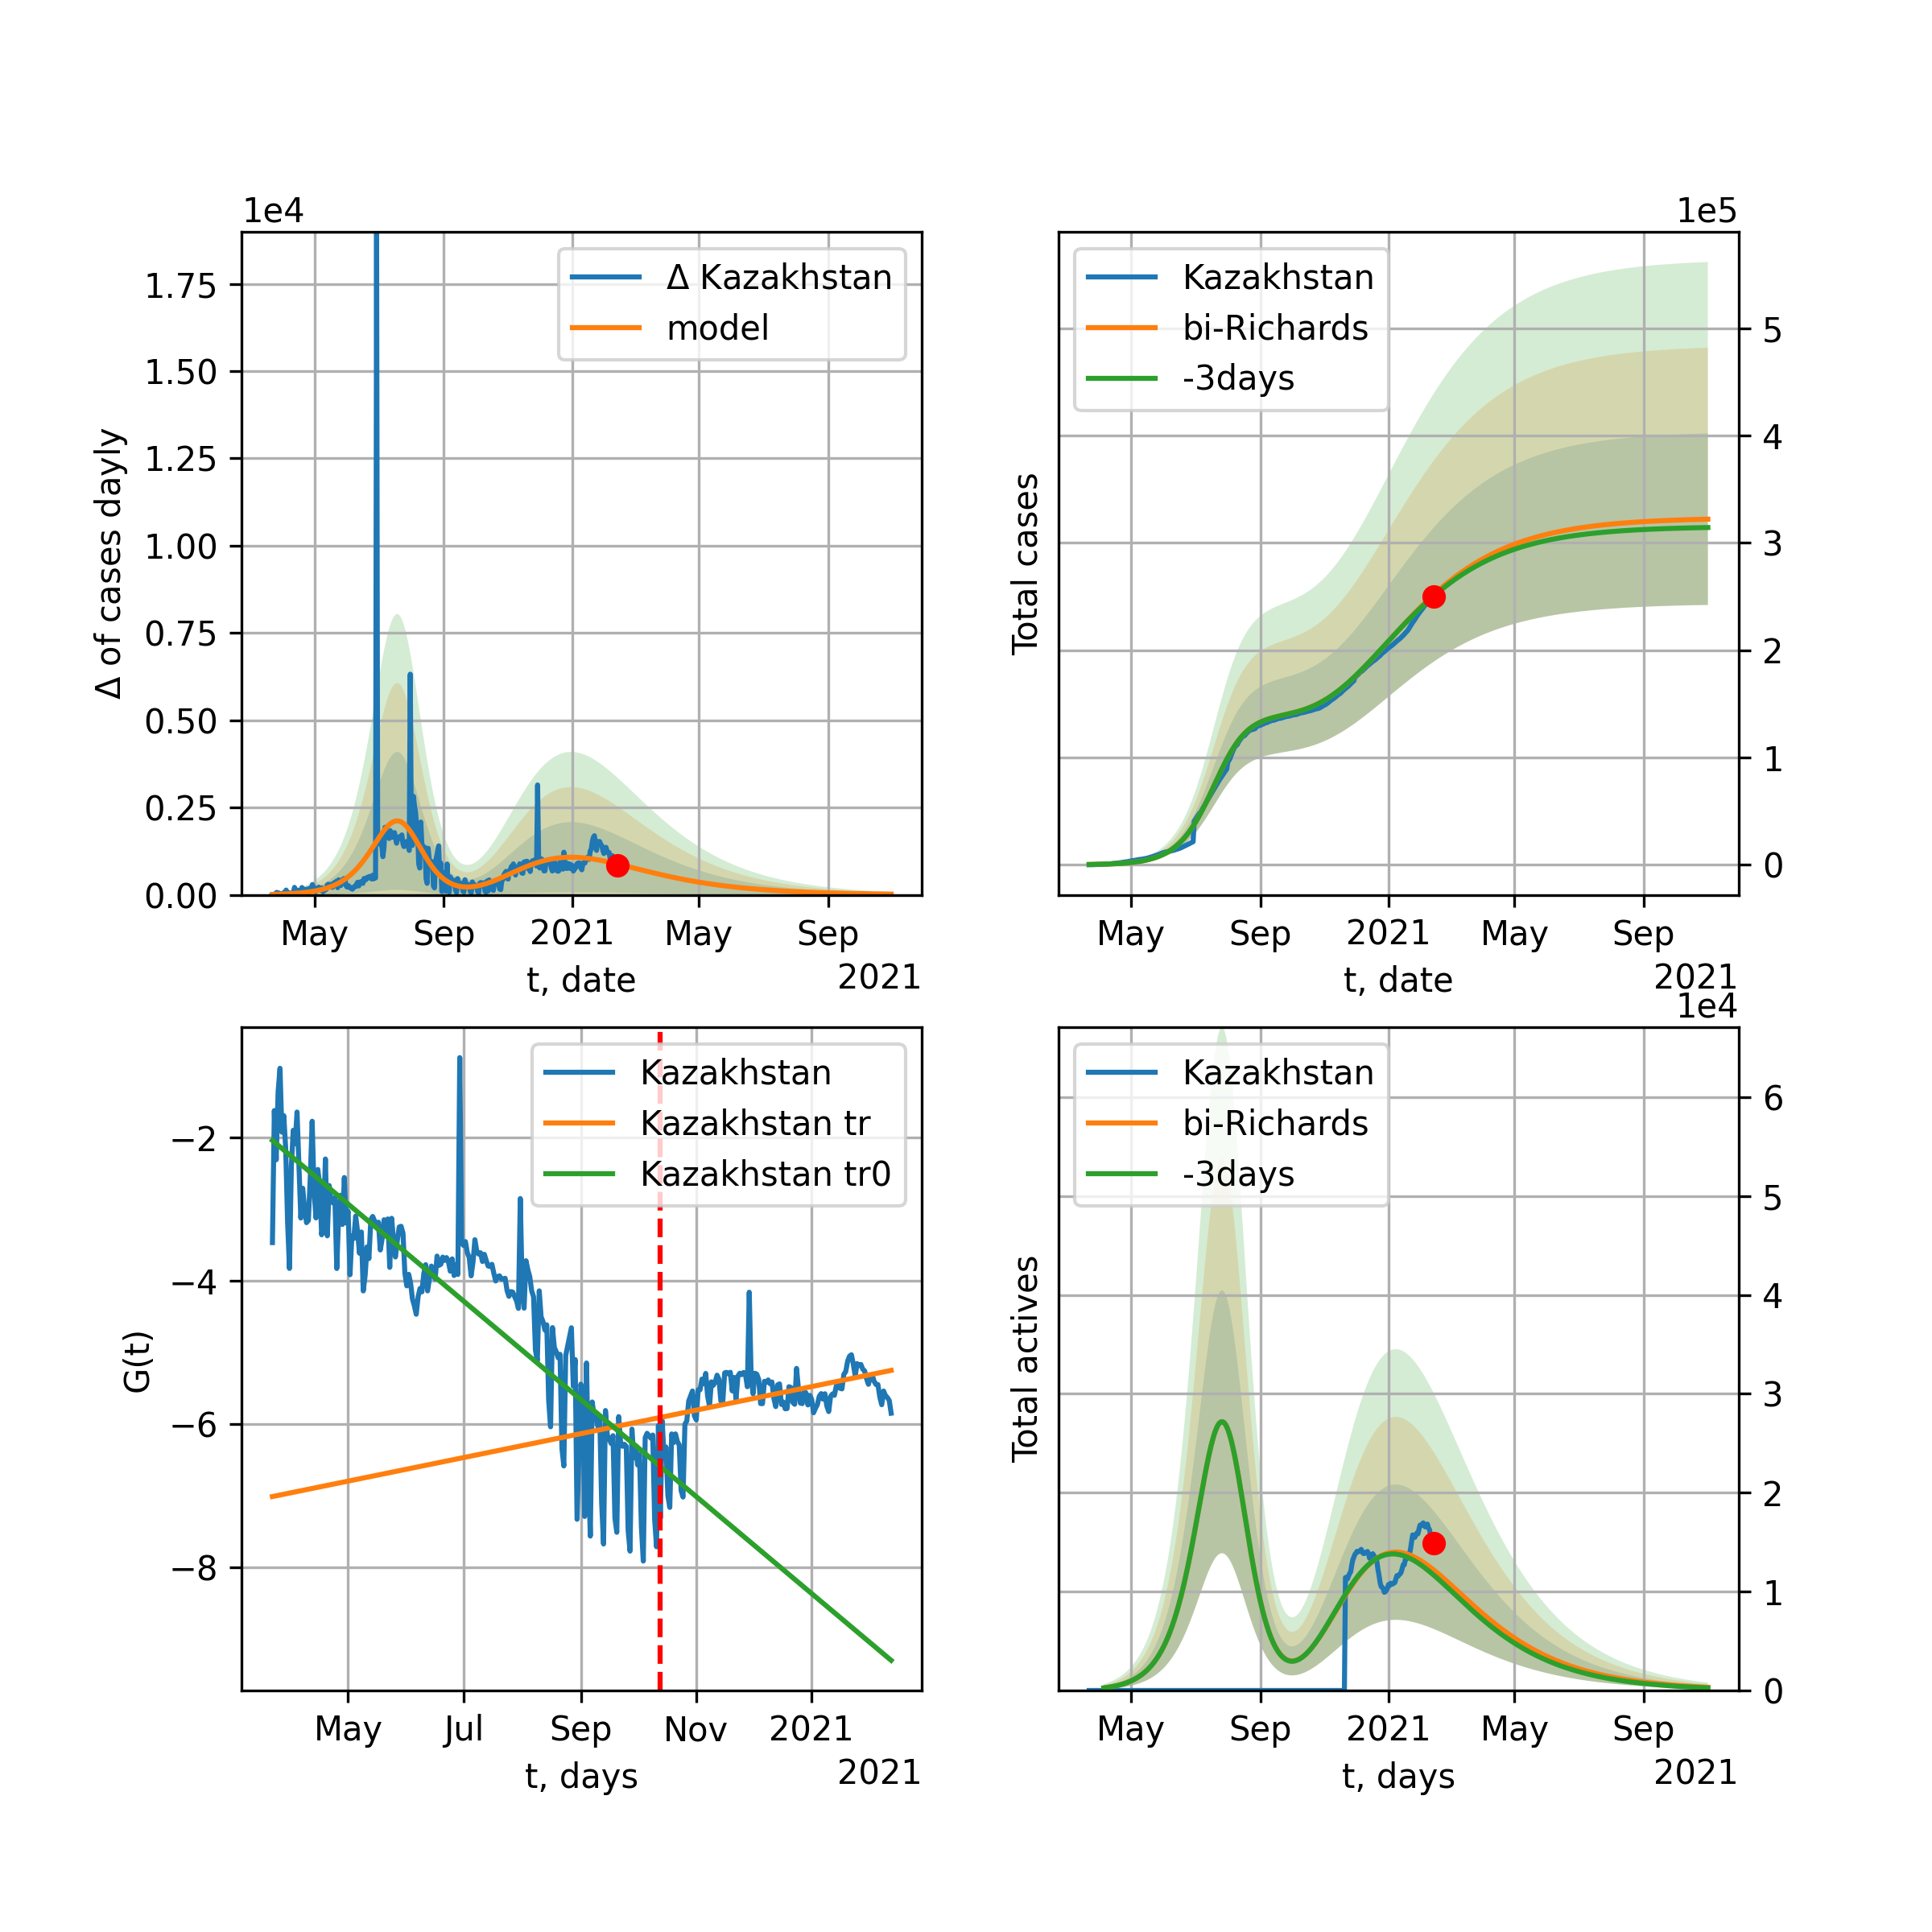 1e4
Δ of cases dayly
1.75
1.50
1.25
1.00
0.75
0.50
0.25
0.00
Δ Kazakhstan
model
May Sep 2021 May Sep
t, date
2021
1e5
Total cases
Kazakhstan
bi-Richards
-3days
5
4
3
2
1
0
May Sep 2021 May Sep
t, date
2021
G(t)
−2
−4
−6
−8
Kazakhstan
Kazakhstan tr
Kazakhstan tr0
May Jul Sep Nov 2021
t, days
2021
1e4
Total actives
Kazakhstan
bi-Richards
-3days
6
5
4
3
2
1
0
May Sep 2021 May Sep
t, days
2021